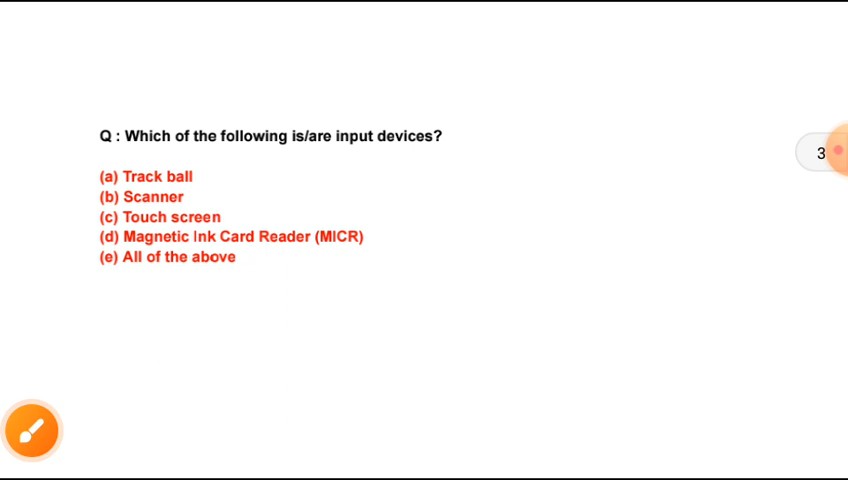 Q : Which of the following is/are input devices?
(a) Track ball
(b) Scanner
(c) Touch screen
(d) Magnetic Ink Card Reader (MICR)
(e) All of the above
3